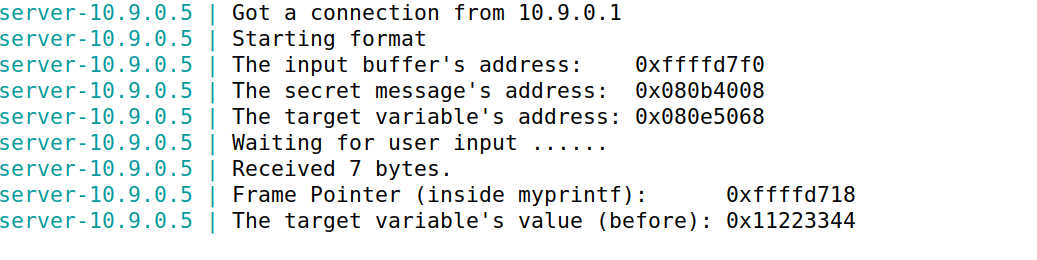 server-10.9.0.5 | Got a connection from 10.9.0.1
server-10.9.0.5 | Starting format
server-10.9.0.5 | The input buffer's address:    0xffffd7f0
server-10.9.0.5 | The secret message's address:  0x080b4008
server-10.9.0.5 | The target variable's address: 0x080e5068
server-10.9.0.5 | Waiting for user input ......
server-10.9.0.5 | Received 7 bytes.
server-10.9.0.5 | Frame Pointer (inside myprintf):      0xffffd718
server-10.9.0.5 | The target variable's value (before): 0x11223344